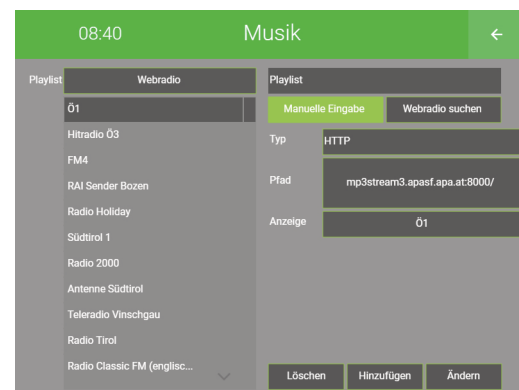 08:40 Musik
Playlist Webradio
Ö1
Hitradio Ö3
FM4
RAI Sender Bozen
Radio Holiday
Südtirol 1
Radio 2000
Antenne Südtirol
Teleradio Vinschgau
Radio Tirol
Radio Classic FM (englisc...
Playlist
Manuelle Eingabe Webradio suchen
Typ HTTP
Pfad mp3stream3.apasf.apa.at:8000/
Anzeige Ö1
Löschen Hinzufügen Ändern